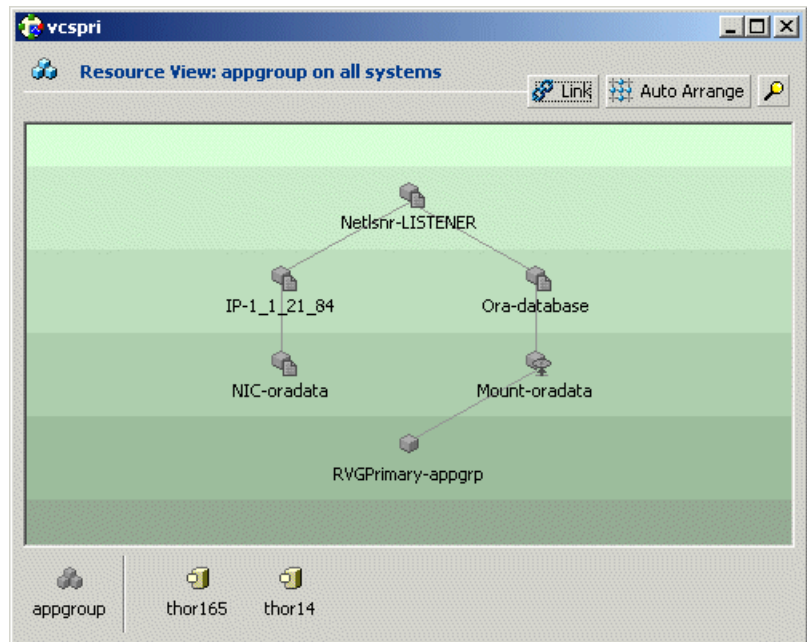 vcspri
Resource View: appgroup on all systems
Link Auto Arrange
Netlsnr-LISTENER
IP-1_1_21_84 Ora-database
NIC-oradata Mount-oradata
RVGPrimary-appgrp
appgroup thor165 thor14